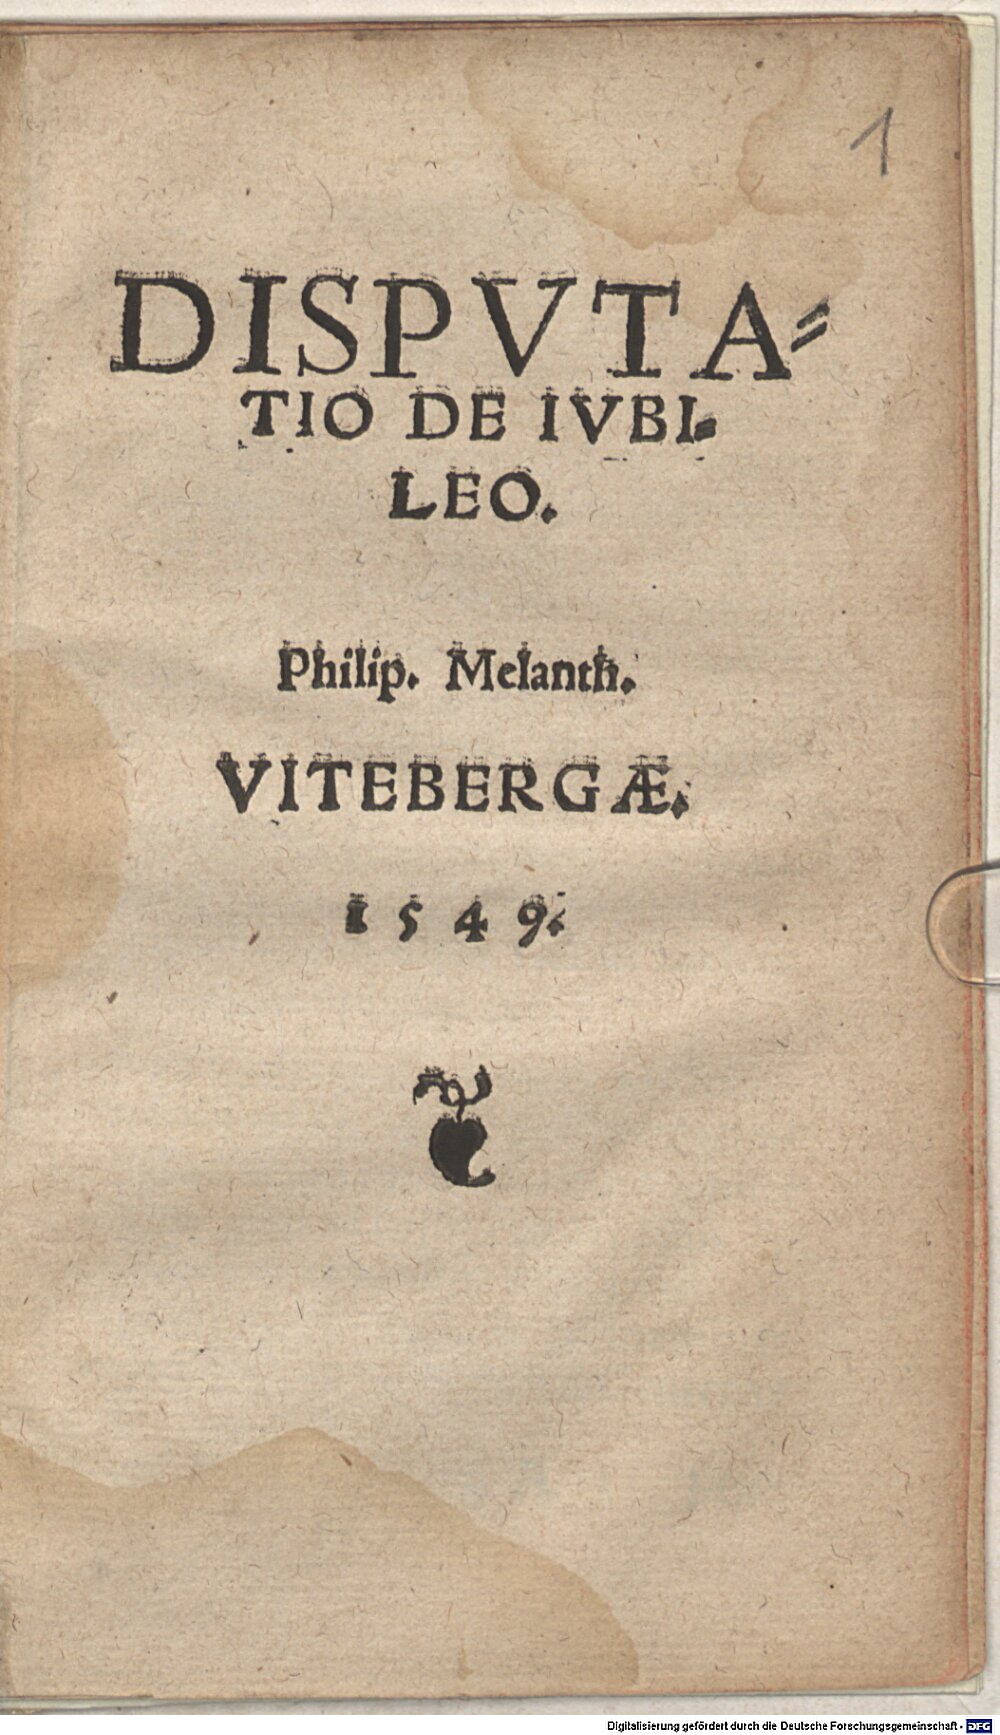 1
DISPVTA⸗
TIO DE IVBI⸗
LEO.
Philip. Melanth.
VITEBERGÆ.
1549.
Digitalisierung gefördert durch die Deutsche Forschungsgemeinschaft - DFG